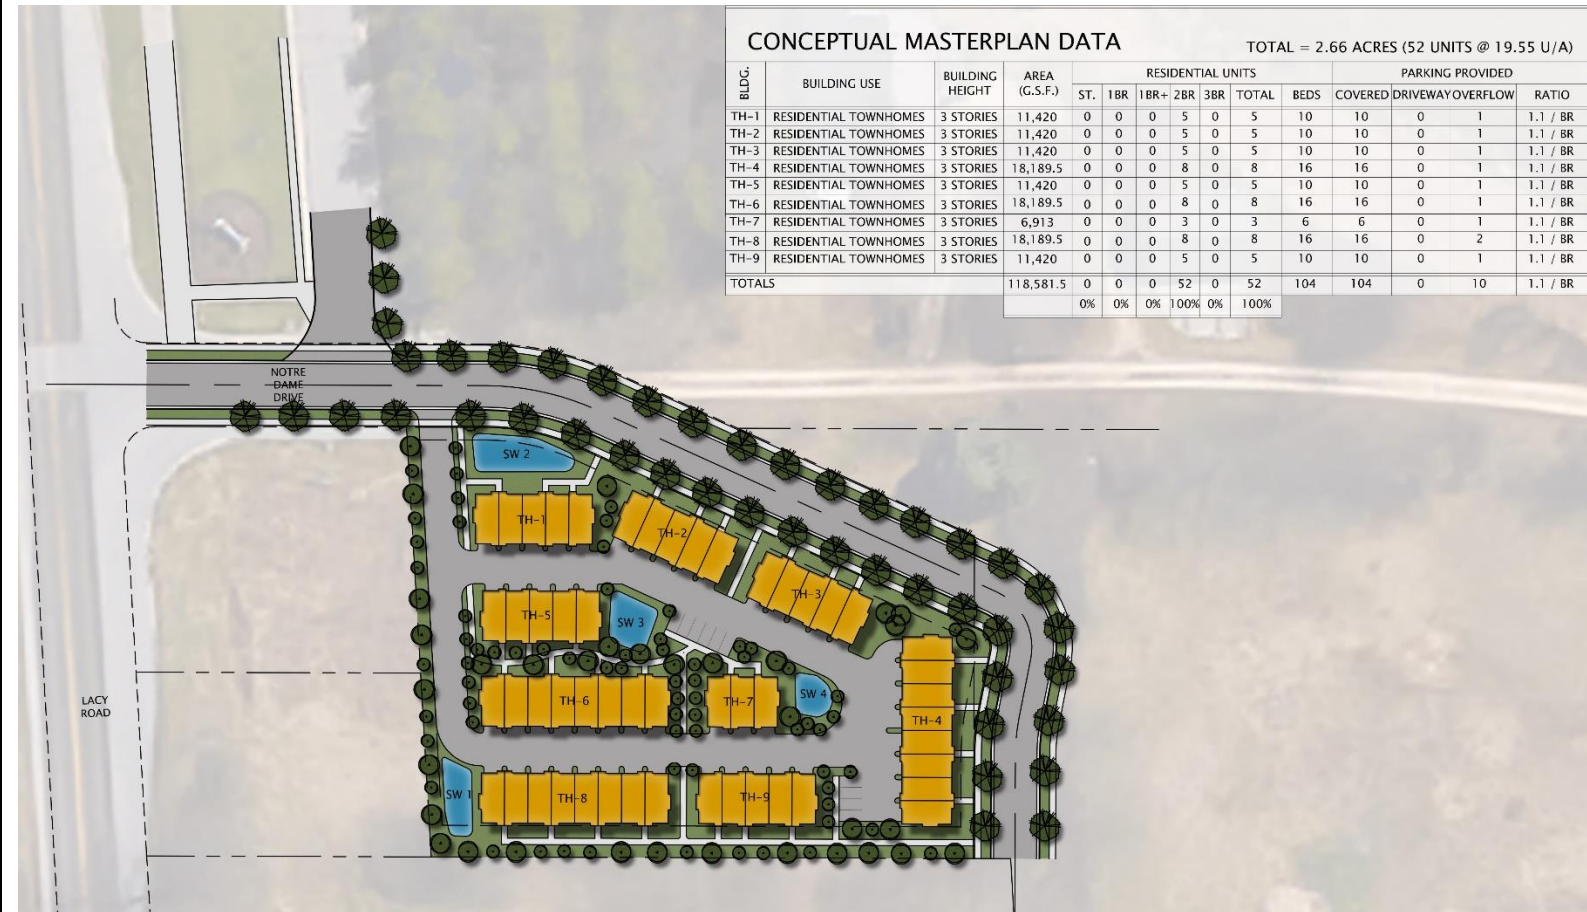 CONCEPTUAL MASTERPLAN DATA TOTAL = 2.66 ACRES (52 UNITS @ 19.55 U/A)
BLDG. BUILDING USE BUILDING HEIGHT AREA (G.S.F.) RESIDENTIAL UNITS PARKING PROVIDED
ST. 1BR 1BR+ 2BR 3BR TOTAL BEDS COVERED DRIVEWAY OVERFLOW RATIO
TH-1 RESIDENTIAL TOWNHOMES 3 STORIES 11,420 0 0 0 5 0 5 10 10 0 1 1.1 / BR
TH-2 RESIDENTIAL TOWNHOMES 3 STORIES 11,420 0 0 0 5 0 5 10 10 0 1 1.1 / BR
TH-3 RESIDENTIAL TOWNHOMES 3 STORIES 11,420 0 0 0 5 0 5 10 10 0 1 1.1 / BR
TH-4 RESIDENTIAL TOWNHOMES 3 STORIES 18,189.5 0 0 0 8 0 8 16 16 0 1 1.1 / BR
TH-5 RESIDENTIAL TOWNHOMES 3 STORIES 11,420 0 0 0 5 0 5 10 10 0 1 1.1 / BR
TH-6 RESIDENTIAL TOWNHOMES 3 STORIES 18,189.5 0 0 0 8 0 8 16 16 0 1 1.1 / BR
TH-7 RESIDENTIAL TOWNHOMES 3 STORIES 6,913 0 0 0 3 0 3 6 6 0 1 1.1 / BR
TH-8 RESIDENTIAL TOWNHOMES 3 STORIES 18,189.5 0 0 0 8 0 8 16 16 0 2 1.1 / BR
TH-9 RESIDENTIAL TOWNHOMES 3 STORIES 11,420 0 0 0 5 0 5 10 10 0 1 1.1 / BR
TOTALS 118,581.5 0 0 0 52 0 52 104 104 0 10 1.1 / BR
0% 0% 0% 100% 0% 100%
NOTRE
DAME
DRIVE
SW 2
TH-1
TH-2
TH-3
TH-5
SW 3
TH-6
TH-7
SW 4
TH-4
LACY
ROAD
SW 1
TH-8
TH-9